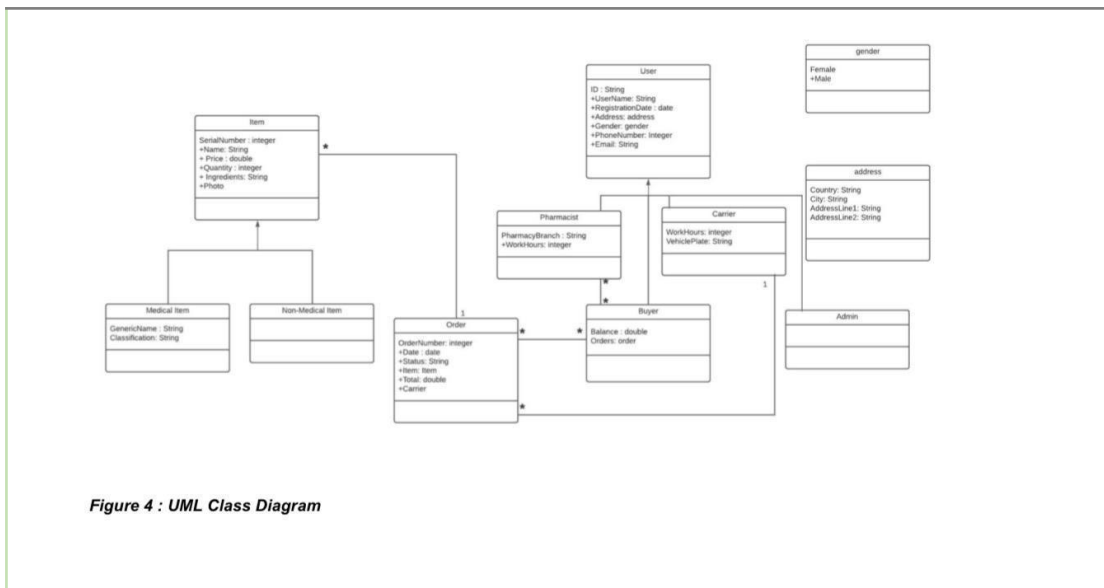 gender
Female
+Male
User
ID : String
+UserName: String
+RegistrationDate : date
+Address: address
+Gender: gender
+PhoneNumber: Integer
+Email: String
Item
SerialNumber : integer
+Name: String
+ Price : double
+Quantity : integer
+ Ingredients: String
+Photo
*
address
Country: String
City: String
AddressLine1: String
AddressLine2: String
Pharmacist
PharmacyBranch : String
+WorkHours: integer
*
*
Carrier
WorkHours: integer
VehiclePlate: String
1
Medical Item
GenericName : String
Classification: String
Non-Medical Item
1
Order
OrderNumber: integer
+Date : date
+Status: String
+Item: Item
+Total: double
+Carrier
*
*
*
Buyer
Balance : double
Orders: order
Admin
Figure 4 : UML Class Diagram